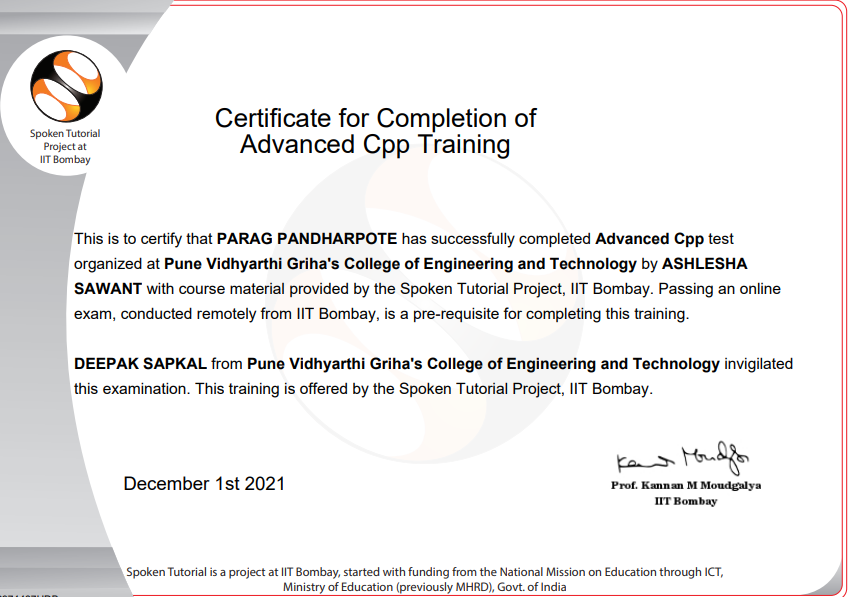 Spoken Tutorial
Project at
IIT Bombay
Certificate for Completion of
Advanced Cpp Training
This is to certify that PARAG PANDHARPOTE has successfully completed Advanced Cpp test
organized at Pune Vidhyarthi Griha's College of Engineering and Technology by ASHLESHA
SAWANT with course material provided by the Spoken Tutorial Project, IIT Bombay. Passing an online
exam, conducted remotely from IIT Bombay, is a pre-requisite for completing this training.
DEEPAK SAPKAL from Pune Vidhyarthi Griha's College of Engineering and Technology invigilated
this examination. This training is offered by the Spoken Tutorial Project, IIT Bombay.
December 1st 2021
Prof. Kannan M Moudgalya
IIT Bombay
Spoken Tutorial is a project at IIT Bombay, started with funding from the National Mission on Education through ICT,
Ministry of Education (previously MHRD), Govt. of India